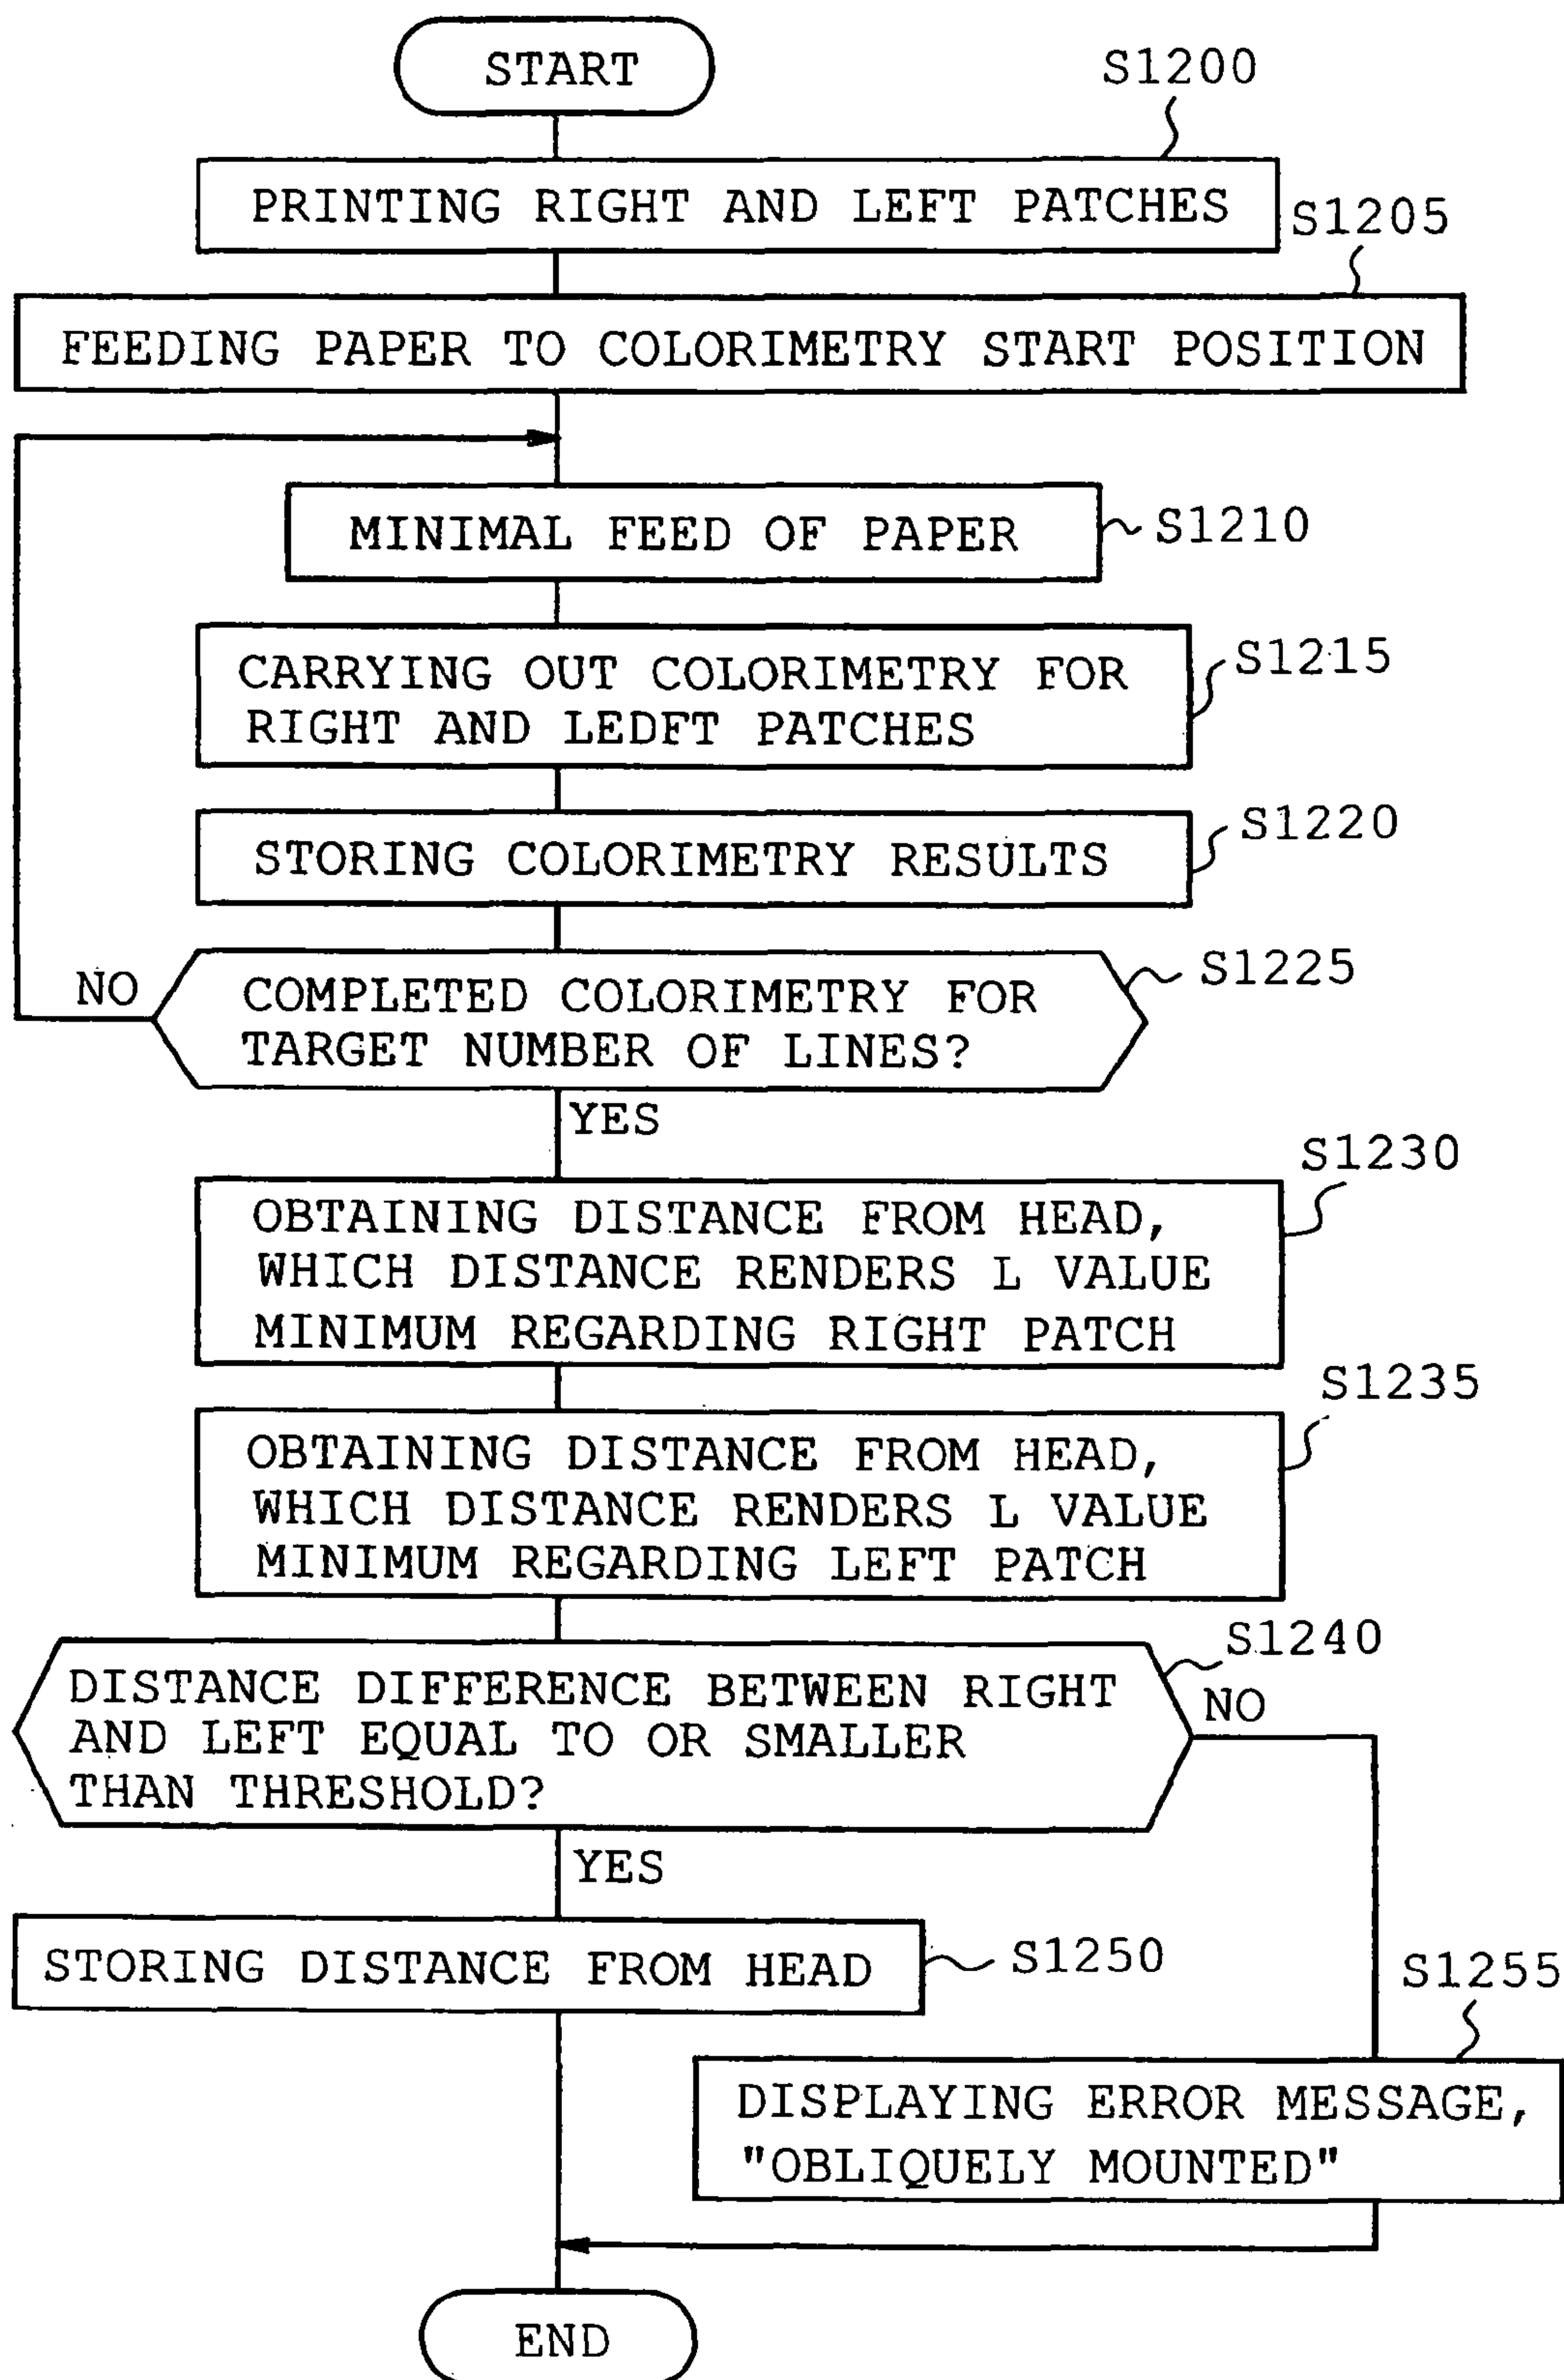 START
S1200
PRINTING RIGHT AND LEFT PATCHES
S1205
FEEDING PAPER TO COLORIMETRY START POSITION
MINIMAL FEED OF PAPER
S1210
CARRYING OUT COLORIMETRY FOR
RIGHT AND LEDFT PATCHES
S1215
STORING COLORIMETRY RESULTS
S1220
NO
COMPLETED COLORIMETRY FOR
TARGET NUMBER OF LINES?
S1225
YES
S1230
OBTAINING DISTANCE FROM HEAD,
WHICH DISTANCE RENDERS L VALUE
MINIMUM REGARDING RIGHT PATCH
S1235
OBTAINING DISTANCE FROM HEAD,
WHICH DISTANCE RENDERS L VALUE
MINIMUM REGARDING LEFT PATCH
S1240
DISTANCE DIFFERENCE BETWEEN RIGHT
AND LEFT EQUAL TO OR SMALLER
THAN THRESHOLD?
NO
YES
STORING DISTANCE FROM HEAD
S1250
S1255
DISPLAYING ERROR MESSAGE,
"OBLIQUELY MOUNTED"
END